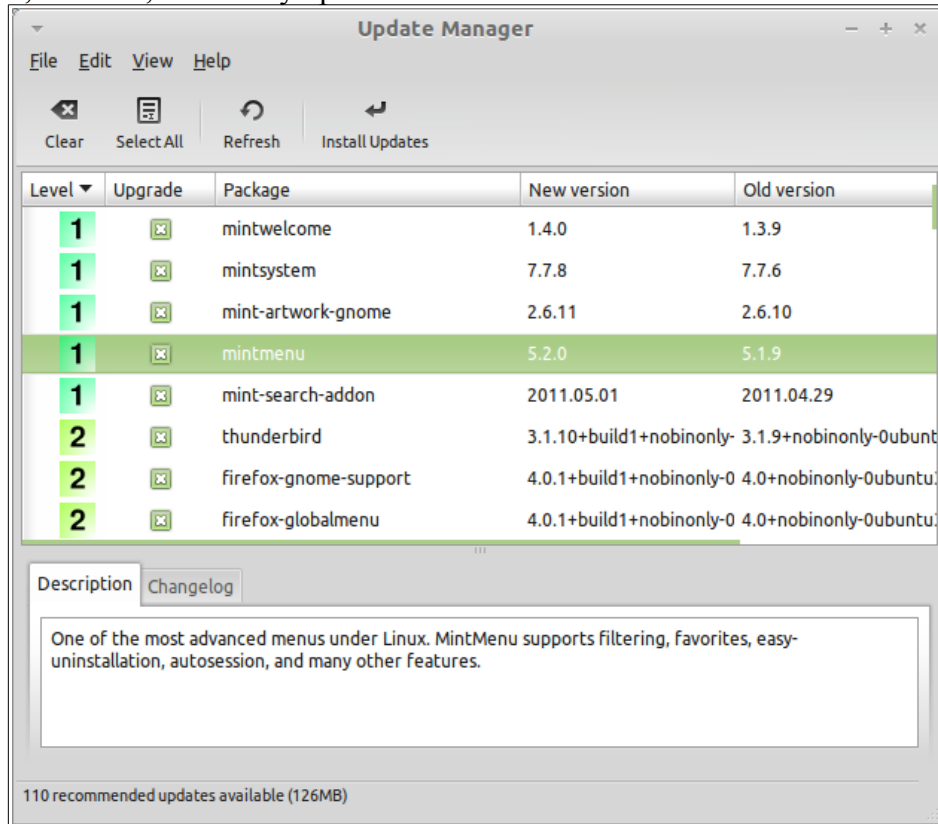 Update Manager
File Edit View Help
Clear Select All Refresh Install Updates
Level Upgrade Package New version Old version
1 mintwelcome 1.4.0 1.3.9
1 mintsystem 7.7.8 7.7.6
1 mint-artwork-gnome 2.6.11 2.6.10
1 mintmenu 5.2.0 5.1.9
1 mint-search-addon 2011.05.01 2011.04.29
2 thunderbird 3.1.10+build1+nobinonly- 3.1.9+nobinonly-0ubunt
2 firefox-gnome-support 4.0.1+build1+nobinonly-0 4.0+nobinonly-0ubuntu
2 firefox-globalmenu 4.0.1+build1+nobinonly-0 4.0+nobinonly-0ubuntu
Description Changelog
One of the most advanced menus under Linux. MintMenu supports filtering, favorites, easy-
uninstallation, autosession, and many other features.
110 recommended updates available (126MB)